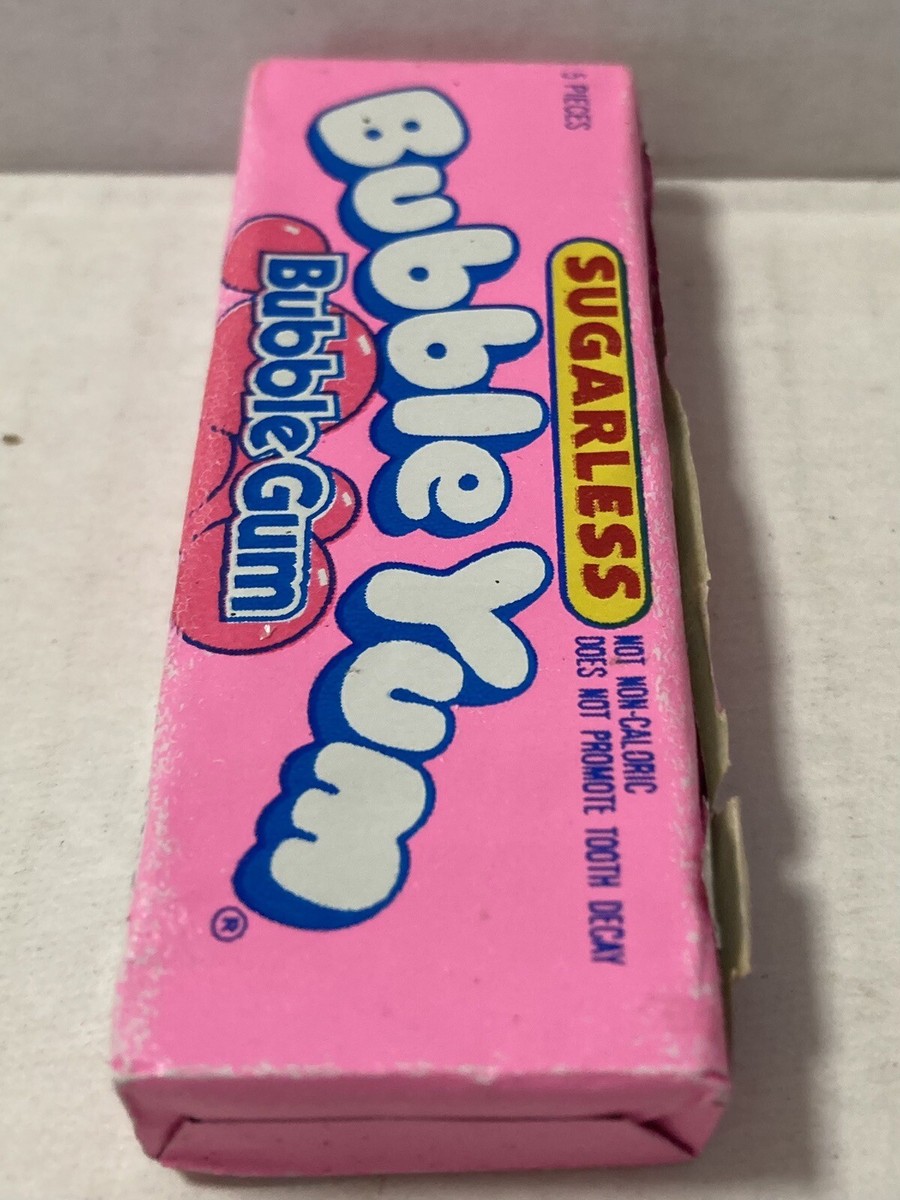 5 PIECES
SUGARLESS
NOT NON-CALORIC
DOES NOT PROMOTE TOOTH DECAY
Bubble Yum
®
Bubble Gum